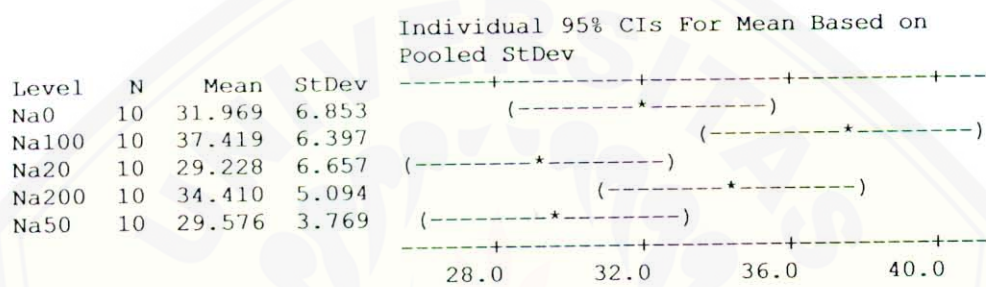 Individual 95% CIs For Mean Based on
Pooled StDev
Level N Mean StDev ------+---------+---------+---------+---
Na0 10 31.969 6.853 (--------*--------)
Na100 10 37.419 6.397 (---------*--------)
Na20 10 29.228 6.657 (--------*--------)
Na200 10 34.410 5.094 (--------*--------)
Na50 10 29.576 3.769 (--------*--------)
------+---------+---------+---------+---
28.0 32.0 36.0 40.0
UNIVERSITAS